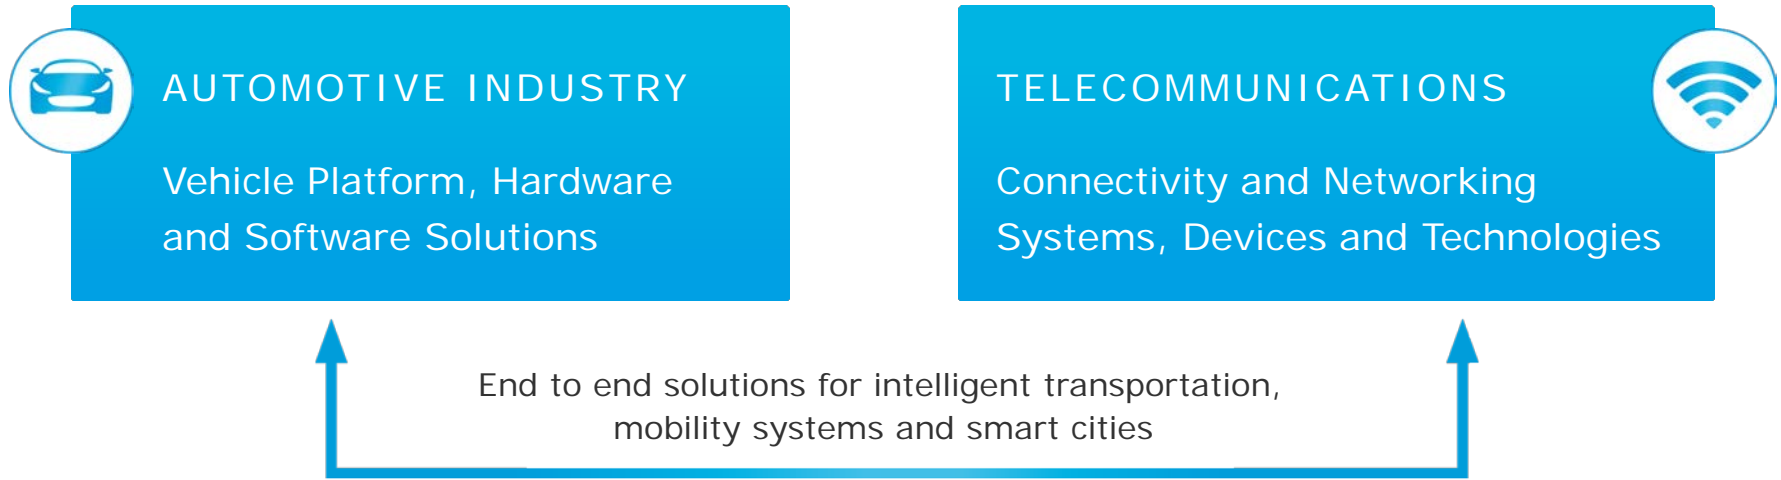 AUTOMOTIVE INDUSTRY
Vehicle Platform, Hardware
and Software Solutions
TELECOMMUNICATIONS
Connectivity and Networking
Systems, Devices and Technologies
End to end solutions for intelligent transportation,
mobility systems and smart cities